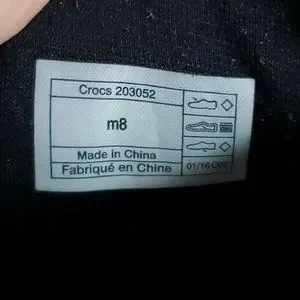 Crocs 203052
m8
Made in China
Fabriqué en Chine
01/16